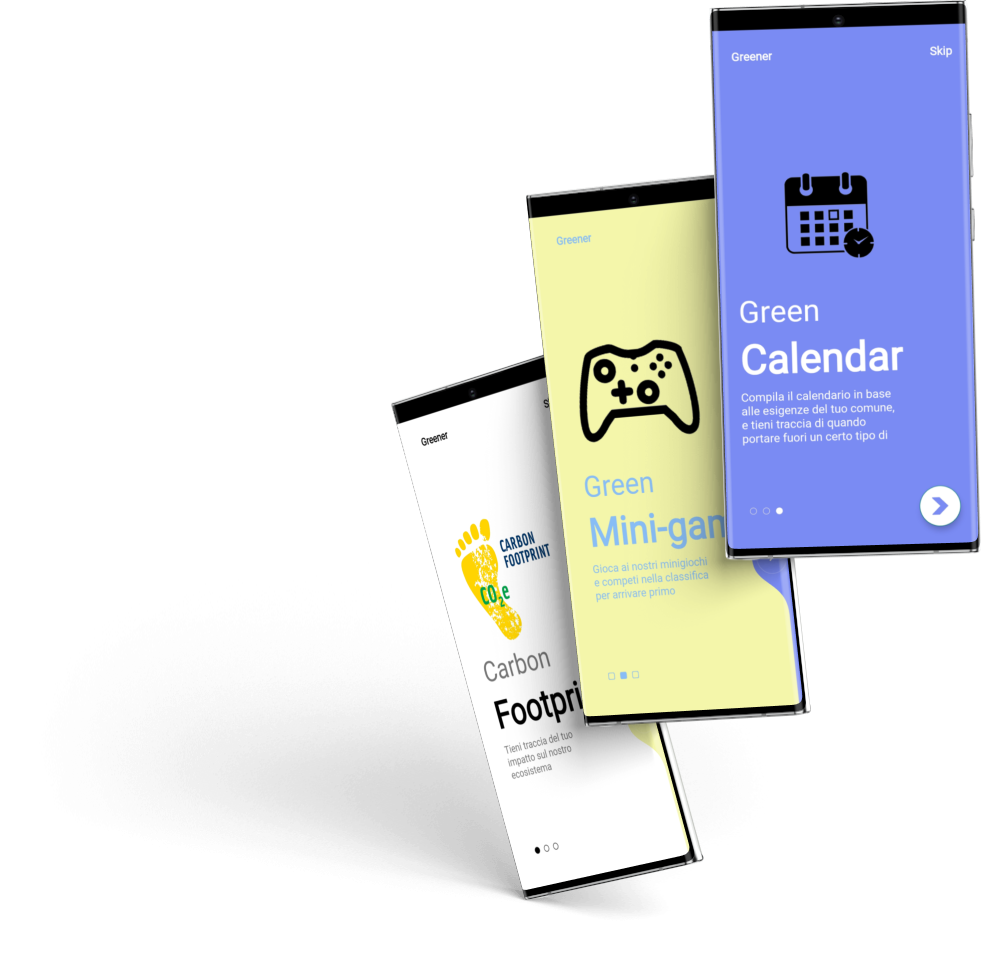 Greener
Skip
Green
Calendar
Compila il calendario in base
alle esigenze del tuo comune,
e tieni traccia di quando
portare fuori un certo tipo di
Greener
Green
Mini-gan
Gioca ai nostri minigiochi
e competi nella classifica
per arrivare primo
S
Greener
CARBON
FOOTPRINT
CO2e
Carbon
Footpri
Tieni traccia del tuo
impatto sul nostro
ecosistema